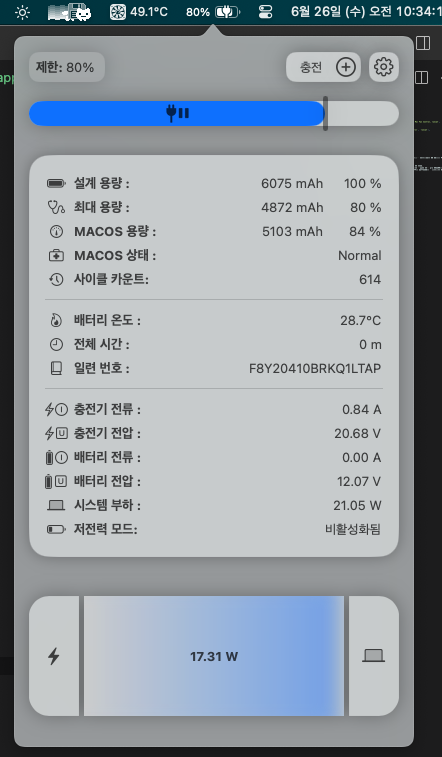 49.1°C 80% 6월 26일 (수) 오전 10:34:1
제한: 80% 충전
설계 용량 : 6075 mAh 100 %
최대 용량 : 4872 mAh 80 %
MACOS 용량 : 5103 mAh 84 %
MACOS 상태 : Normal
사이클 카운트: 614
배터리 온도 : 28.7°C
전체 시간 : 0 m
일련 번호 : F8Y20410BRKQ1LTAP
충전기 전류 : 0.84 A
충전기 전압 : 20.68 V
배터리 전류 : 0.00 A
배터리 전압 : 12.07 V
시스템 부하 : 21.05 W
저전력 모드: 비활성화됨
17.31 W